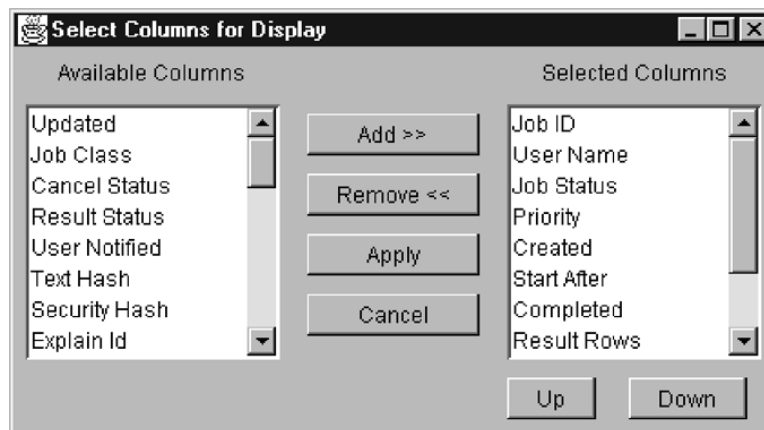 Select Columns for Display
Available Columns
Updated
Job Class
Cancel Status
Result Status
User Notified
Text Hash
Security Hash
Explain Id
Add >>
Remove <<
Apply
Cancel
Selected Columns
Job ID
User Name
Job Status
Priority
Created
Start After
Completed
Result Rows
Up
Down